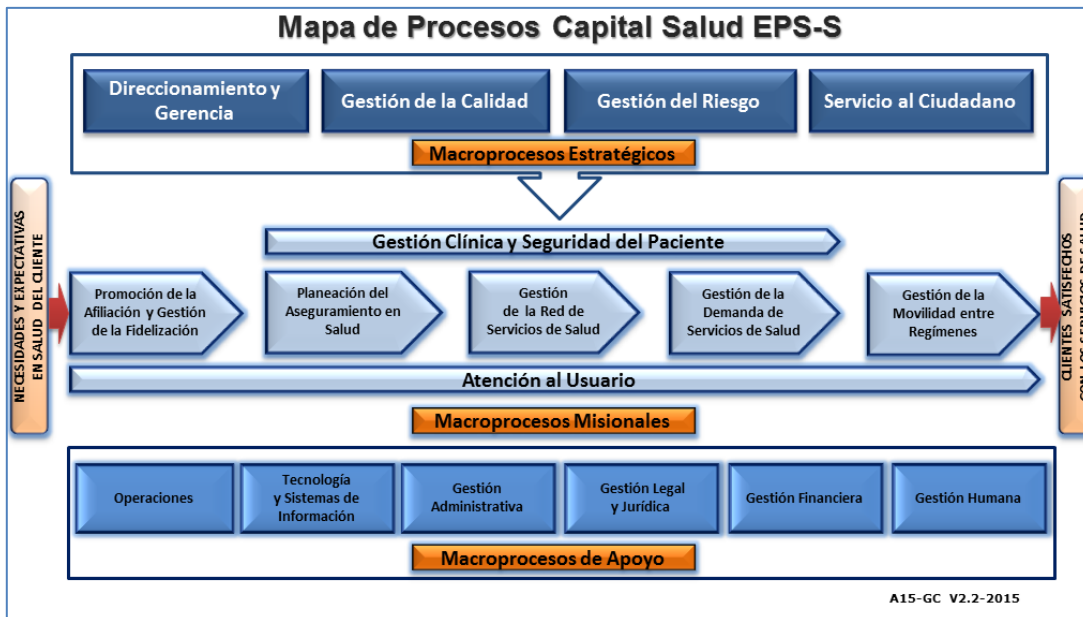 Mapa de Procesos Capital Salud EPS-S
Direccionamiento y
Gerencia
Gestión de la Calidad
Gestión del Riesgo
Servicio al Ciudadano
Macroprocesos Estratégicos
NECESIDADES Y EXPECTATIVAS
EN SALUD DEL CLIENTE
Gestión Clínica y Seguridad del Paciente
Promoción de la
Afiliación y Gestión
de la Fidelización
Planeación del
Aseguramiento en
Salud
Gestión
de la Red de
Servicios de Salud
Gestión de la
Demanda de
Servicios de Salud
Gestión de la
Movilidad entre
Regímenes
Atención al Usuario
Macroprocesos Misionales
CLIENTES SATISFECHOS
Operaciones
Tecnología
y Sistemas de
Información
Gestión
Administrativa
Gestión Legal
y Jurídica
Gestión Financiera
Gestión Humana
Macroprocesos de Apoyo
A15-GC V2.2-2015